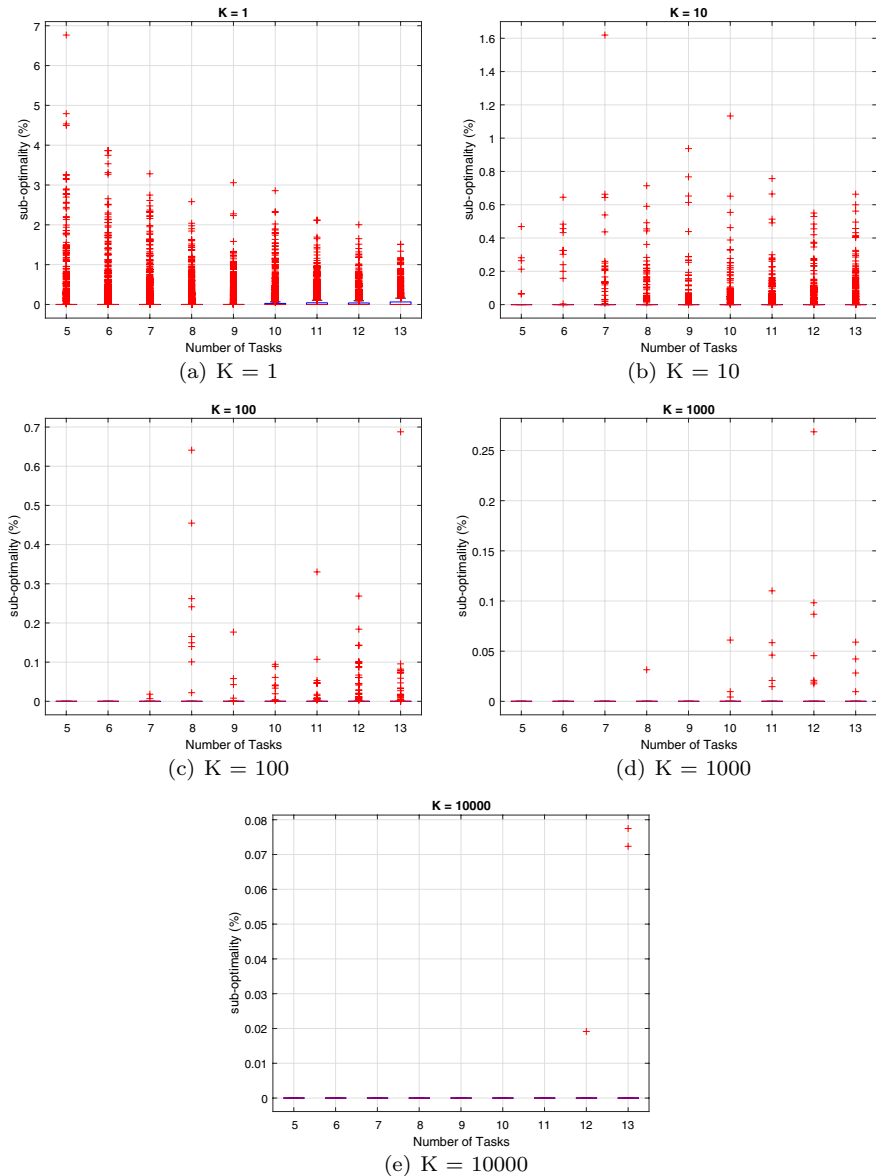 K = 1
7
6
5
4
3
2
1
0
sub-optimality (%)
5 6 7 8 9 10 11 12 13
Number of Tasks
(a) K = 1
K = 10
1.6
1.4
1.2
1
0.8
0.6
0.4
0.2
0
sub-optimality (%)
5 6 7 8 9 10 11 12 13
Number of Tasks
(b) K = 10
K = 100
0.7
0.6
0.5
0.4
0.3
0.2
0.1
0
sub-optimality (%)
5 6 7 8 9 10 11 12 13
Number of Tasks
(c) K = 100
K = 1000
0.25
0.2
0.15
0.1
0.05
0
sub-optimality (%)
5 6 7 8 9 10 11 12 13
Number of Tasks
(d) K = 1000
K = 10000
0.08
0.07
0.06
0.05
0.04
0.03
0.02
0.01
0
sub-optimality (%)
5 6 7 8 9 10 11 12 13
Number of Tasks
(e) K = 10000